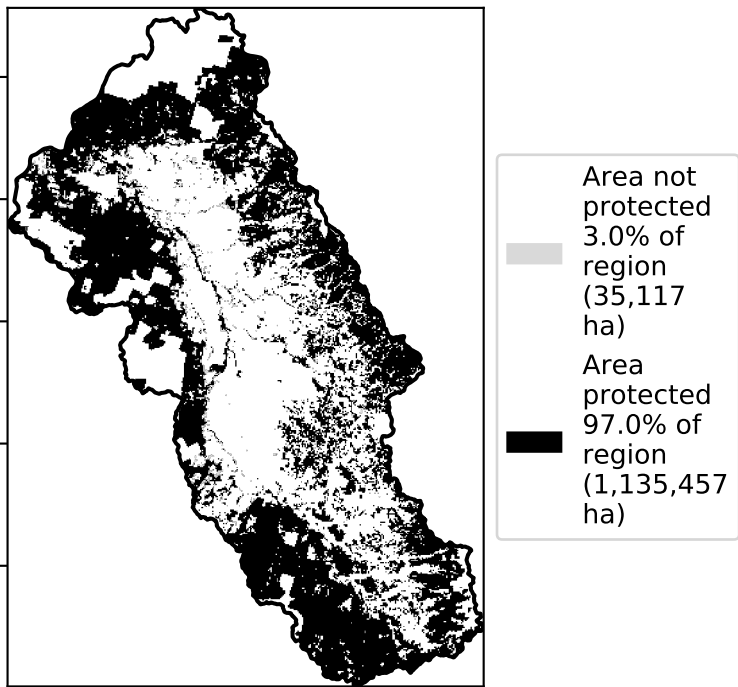 Area not
protected
3.0% of
region
(35,117
ha)
Area
protected
97.0% of
region
(1,135,457
ha)